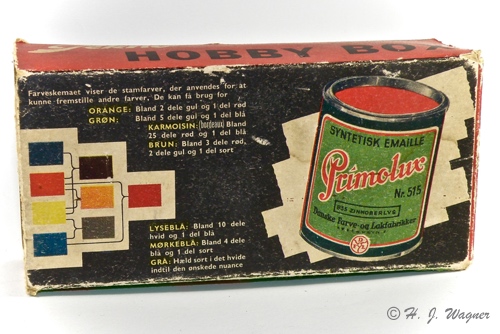 HOBBY BOX
Farveskemaet viser de stamfarver, der anvendes for at
kunne fremstille andre farver. De kan få brug for
ORANGE: Bland 2 dele gul og 1 del rød
GRØN: Bland 5 dele gul og 1 del blå
KARMOISIN: (bordeaux) Bland
25 dele rød og 1 del blå
BRUN: Bland 3 dele rød,
2 dele gul og 1 del sort
LYSEBLÅ: Bland 10 dele
hvid og 1 del blå
MØRKEBLÅ: Bland 4 dele
blå og 1 del sort
GRÅ: Hæld sort i det hvide
indtil den ønskede nuance
SYNTETISK EMAILLE
Primolux
Nr. 515
ZINNOBERLYS
Danske Farve og Lakfabrikker
© H. J. Wagner